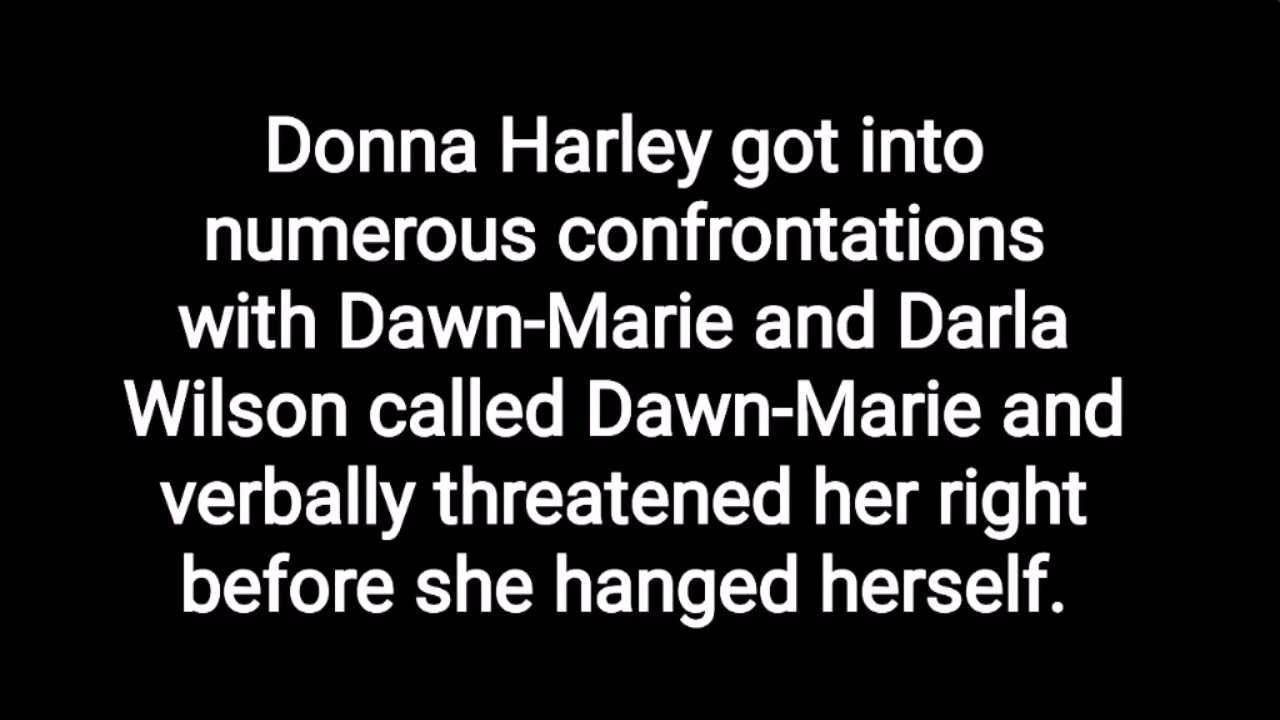 Donna Harley got into
numerous confrontations
with Dawn-Marie and Darla
Wilson called Dawn-Marie and
verbally threatened her right
before she hanged herself.